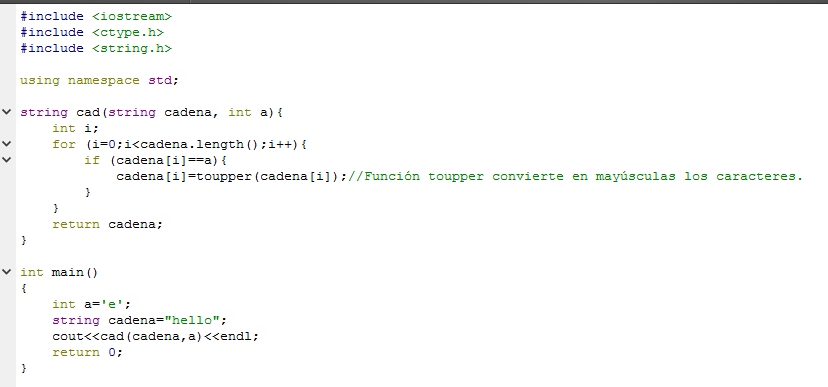 #include <iostream>
#include <ctype.h>
#include <string.h>
using namespace std;
string cad(string cadena, int a){
int i;
for (i=0;i<cadena.length();i++){
if (cadena[i]==a){
cadena[i]=toupper(cadena[i]);//Función toupper convierte en mayúsculas los caracteres.
}
}
return cadena;
}
int main()
{
int a='e';
string cadena="hello";
cout<<cad(cadena,a)<<endl;
return 0;
}